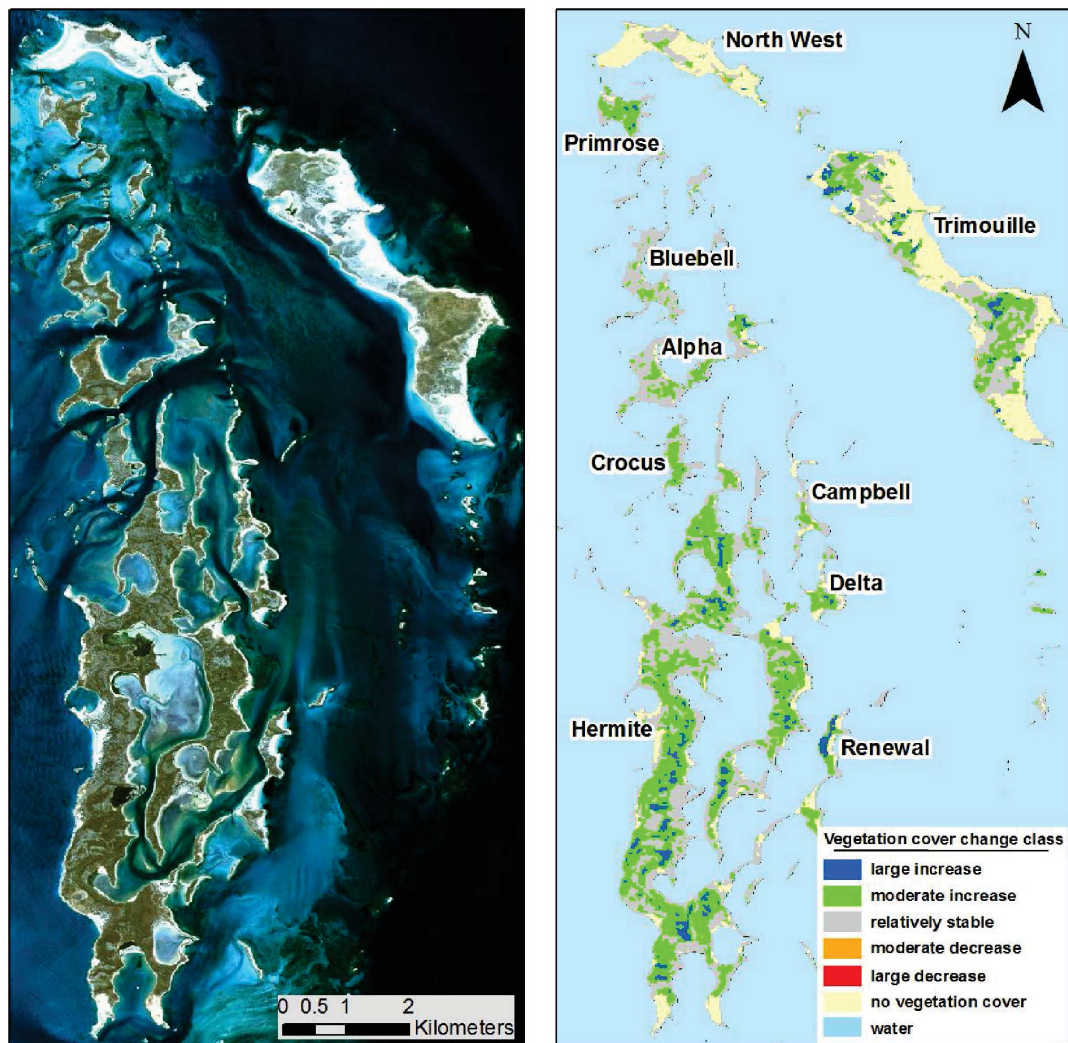 North West
N
Primrose
Trimouille
Bluebell
Alpha
Crocus
Campbell
Delta
Hermite
Renewal
0 0.5 1 2
Kilometers
Vegetation cover change class
large increase
moderate increase
relatively stable
moderate decrease
large decrease
no vegetation cover
water